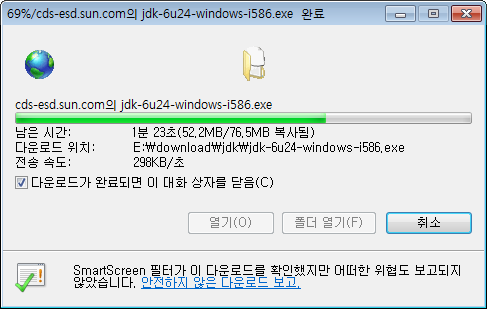 69%/cds-esd.sun.com의 jdk-6u24-windows-i586.exe 완료
cds-esd.sun.com의 jdk-6u24-windows-i586.exe
남은 시간: 1분 23초(52,2MB/76,5MB 복사됨)
다운로드 위치: E:\download\jdk\jdk-6u24-windows-i586.exe
전송 속도: 298KB/초
다운로드가 완료되면 이 대화 상자를 닫음(C)
열기(O) 폴더 열기(F) 취소
SmartScreen 필터가 이 다운로드를 확인했지만 어떠한 위협도 보고되지
않았습니다. 안전하지 않은 다운로드 보고.